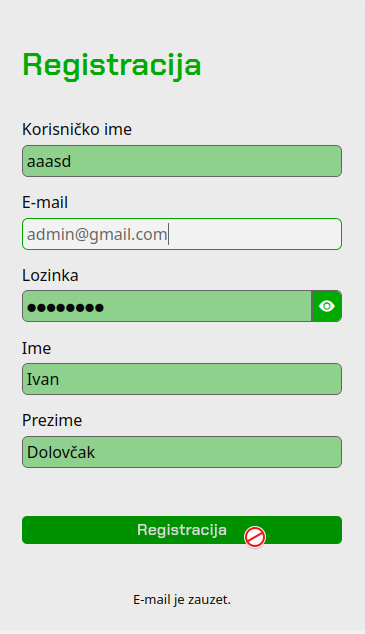 Registracija
Korisničko ime
aaasd
E-mail
admin@gmail.com
Lozinka
●●●●●●●●
Ime
Ivan
Prezime
Dolovčak
Registracija
E-mail je zauzet.